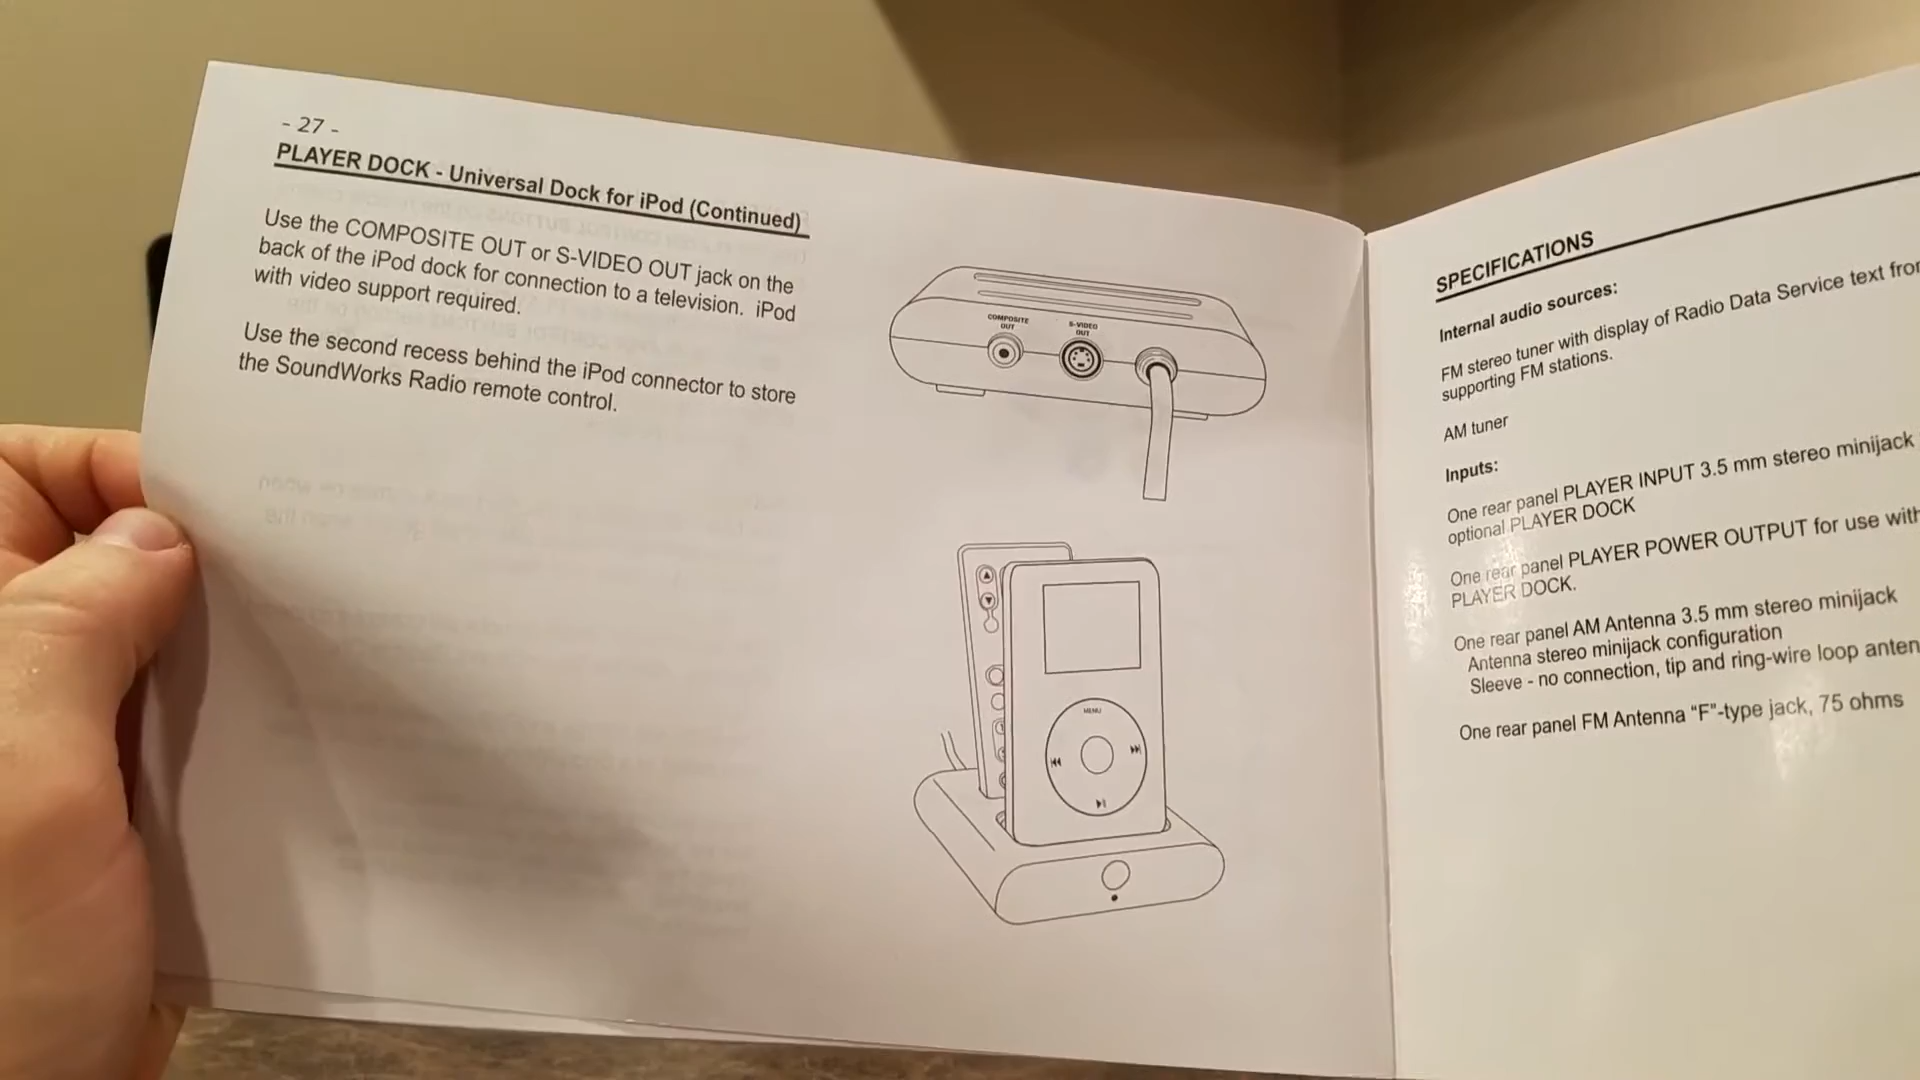 - 27 -
PLAYER DOCK - Universal Dock for iPod (Continued)
Use the COMPOSITE OUT or S-VIDEO OUT jack on the
back of the iPod dock for connection to a television. iPod
with video support required.
Use the second recess behind the iPod connector to store
the SoundWorks Radio remote control.
COMPOSITE
OUT
S-VIDEO
OUT
MENU
SPECIFICATIONS
Internal audio sources:
FM stereo tuner with display of Radio Data Service text from
supporting FM stations.
AM tuner
Inputs:
One rear panel PLAYER INPUT 3.5 mm stereo minijack
optional PLAYER DOCK
One rear panel PLAYER POWER OUTPUT for use with
PLAYER DOCK.
One rear panel AM Antenna 3.5 mm stereo minijack
Antenna stereo minijack configuration
Sleeve - no connection, tip and ring-wire loop anten
One rear panel FM Antenna “F”-type jack, 75 ohms